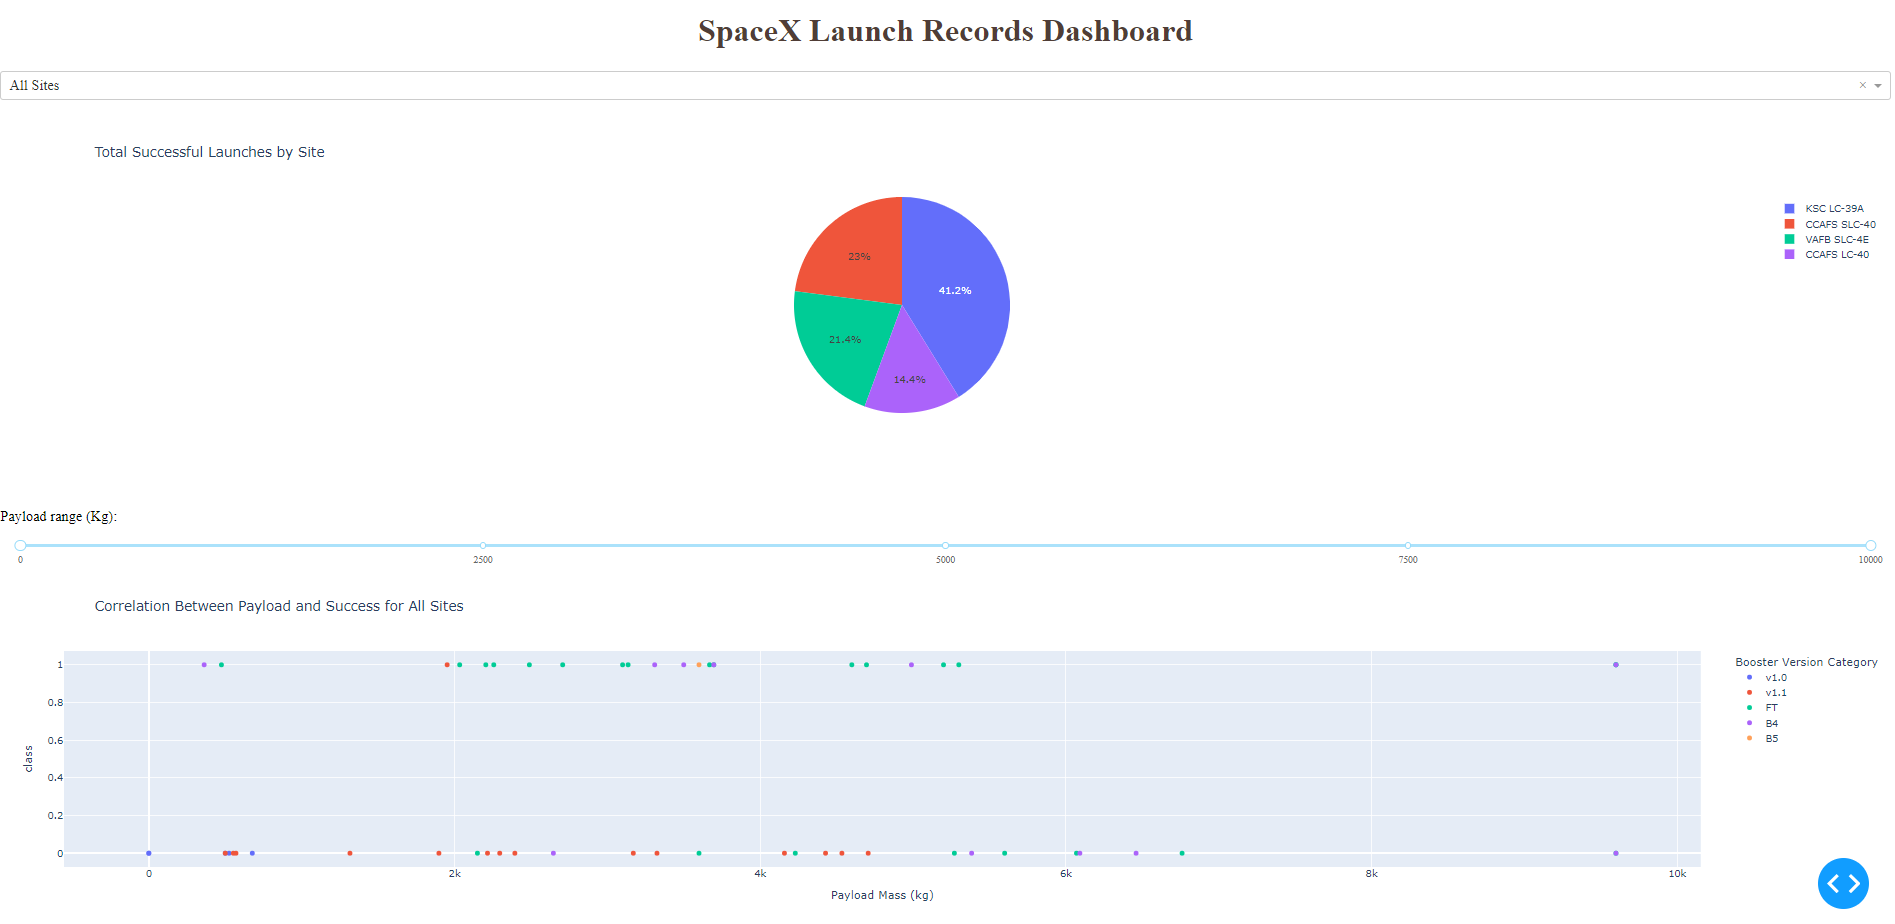 SpaceX Launch Records Dashboard
All Sites
×
Total Successful Launches by Site
KSC LC-39A
CCAFS SLC-40
VAFB SLC-4E
CCAFS LC-40
23%
41.2%
21.4%
14.4%
Payload range (Kg):
0 2500 5000 7500 10000
Correlation Between Payload and Success for All Sites
Booster Version Category
v1.0
v1.1
FT
B4
B5
class
1
0.8
0.6
0.4
0.2
0
0 2k 4k 6k 8k 10k
Payload Mass (kg)